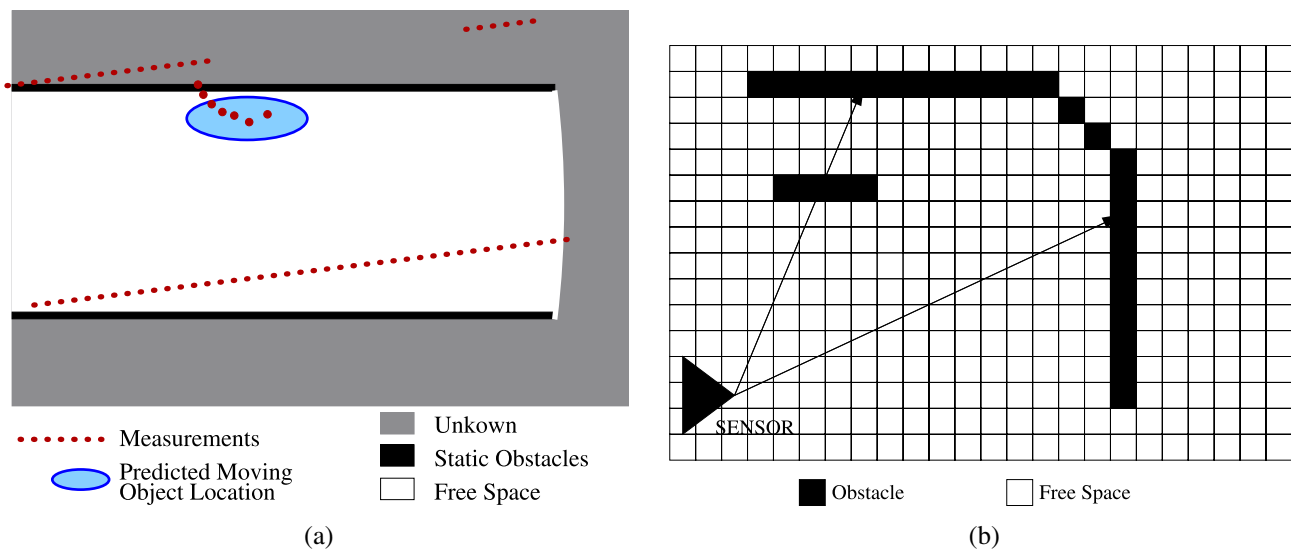 Measurements
Predicted Moving
Object Location
Unkown
Static Obstacles
Free Space
(a)
SENSOR
Obstacle
Free Space
(b)